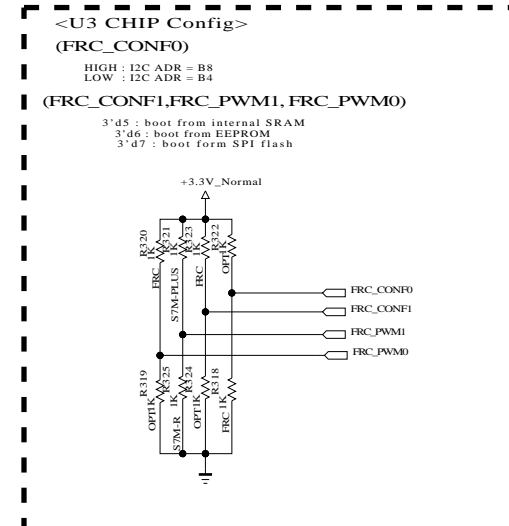 <U3 CHIP Config>
(FRC_CONF0)
HIGH : I2C ADR = B8
LOW : I2C ADR = B4
(FRC_CONF1,FRC_PWM1, FRC_PWM0)
3'd5 : boot from internal SRAM
3'd6 : boot from EEPROM
3'd7 : boot form SPI flash
+3.3V_Normal
R320
1K
FRC
R321
1K
S7M-PLUS
R323
1K
FRC
R322
1K
OPT
FRC_CONF0
FRC_CONF1
FRC_PWM1
FRC_PWM0
R319
1K
OPT
R325
1K
S7M-R
R324
1K
OPT
R318
1K
FRC